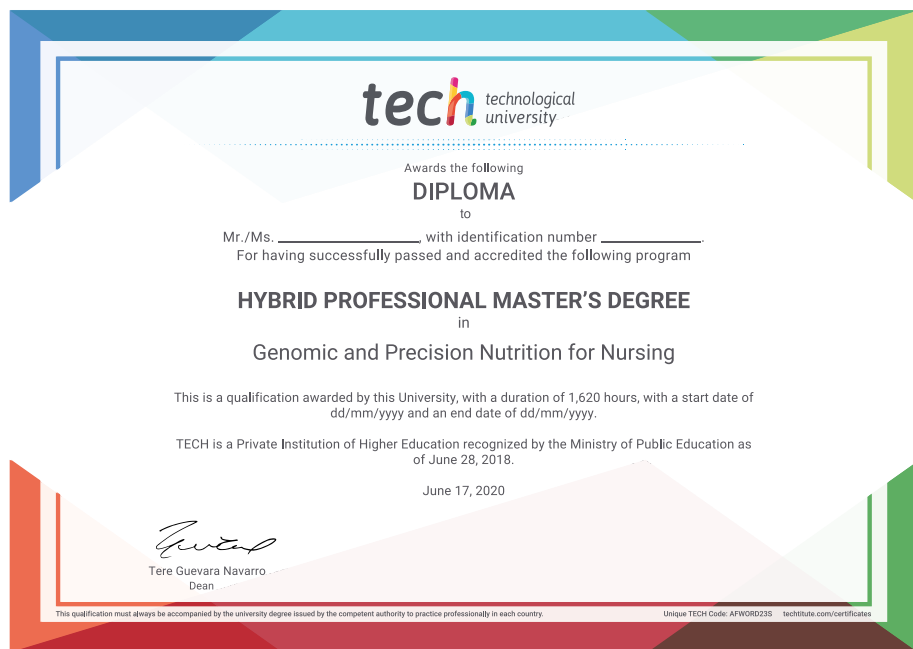 tech technological
university
Awards the following
DIPLOMA
to
Mr./Ms. ____________, with identification number ____________.
For having successfully passed and accredited the following program
HYBRID PROFESSIONAL MASTER'S DEGREE
in
Genomic and Precision Nutrition for Nursing
This is a qualification awarded by this University, with a duration of 1,620 hours, with a start date of
dd/mm/yyyy and an end date of dd/mm/yyyy.
TECH is a Private Institution of Higher Education recognized by the Ministry of Public Education as
of June 28, 2018.
June 17, 2020
Tere Guevara Navarro
Dean
This qualification must always be accompanied by the university degree issued by the competent authority to practice professionally in each country. Unique TECH Code: AFWORD23S techtitute.com/certificates